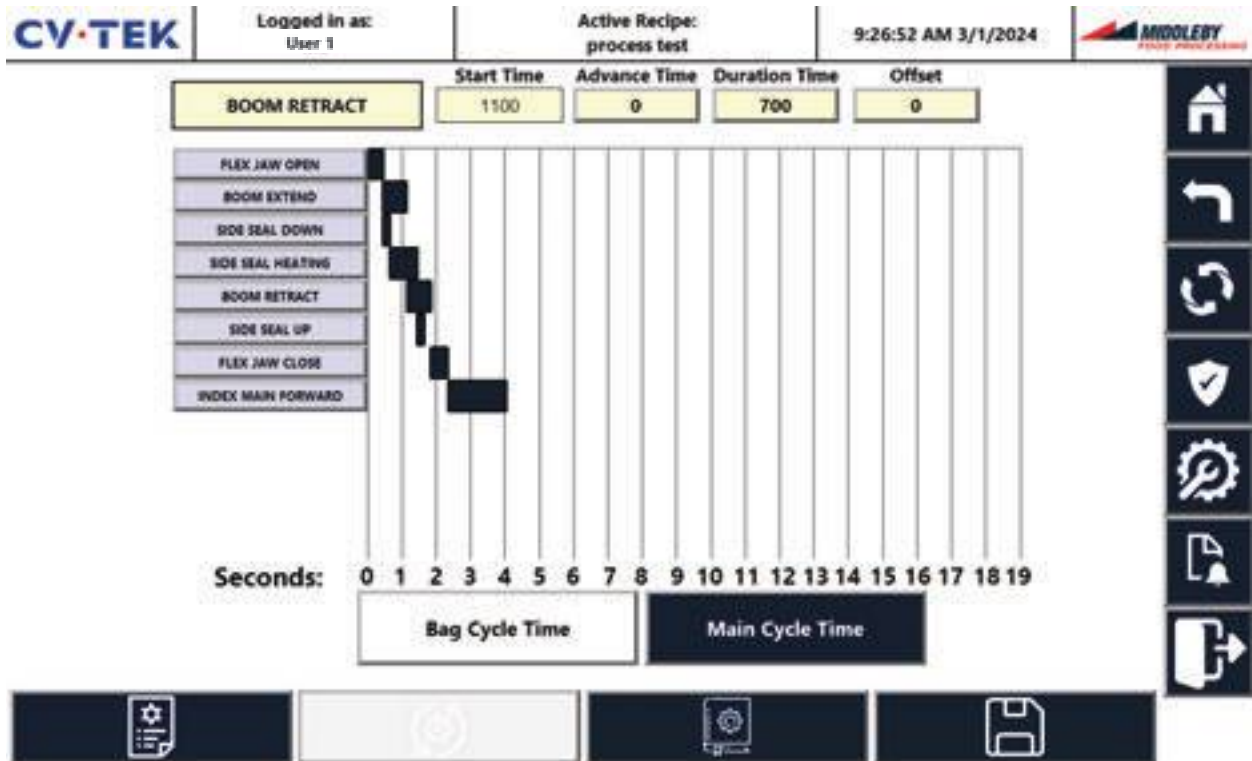 CV·TEK
Logged in as:
User 1
Active Recipe:
process test
9:26:52 AM 3/1/2024
MIDDLEBY
FOOD PROCESSING
Start Time Advance Time Duration Time Offset
BOOM RETRACT 1100 0 700 0
FLEX JAW OPEN
BOOM EXTEND
SIDE SEAL DOWN
SIDE SEAL HEATING
BOOM RETRACT
SIDE SEAL UP
FLEX JAW CLOSE
INDEX MAIN FORWARD
Seconds: 0 1 2 3 4 5 6 7 8 9 10 11 12 13 14 15 16 17 18 19
Bag Cycle Time Main Cycle Time